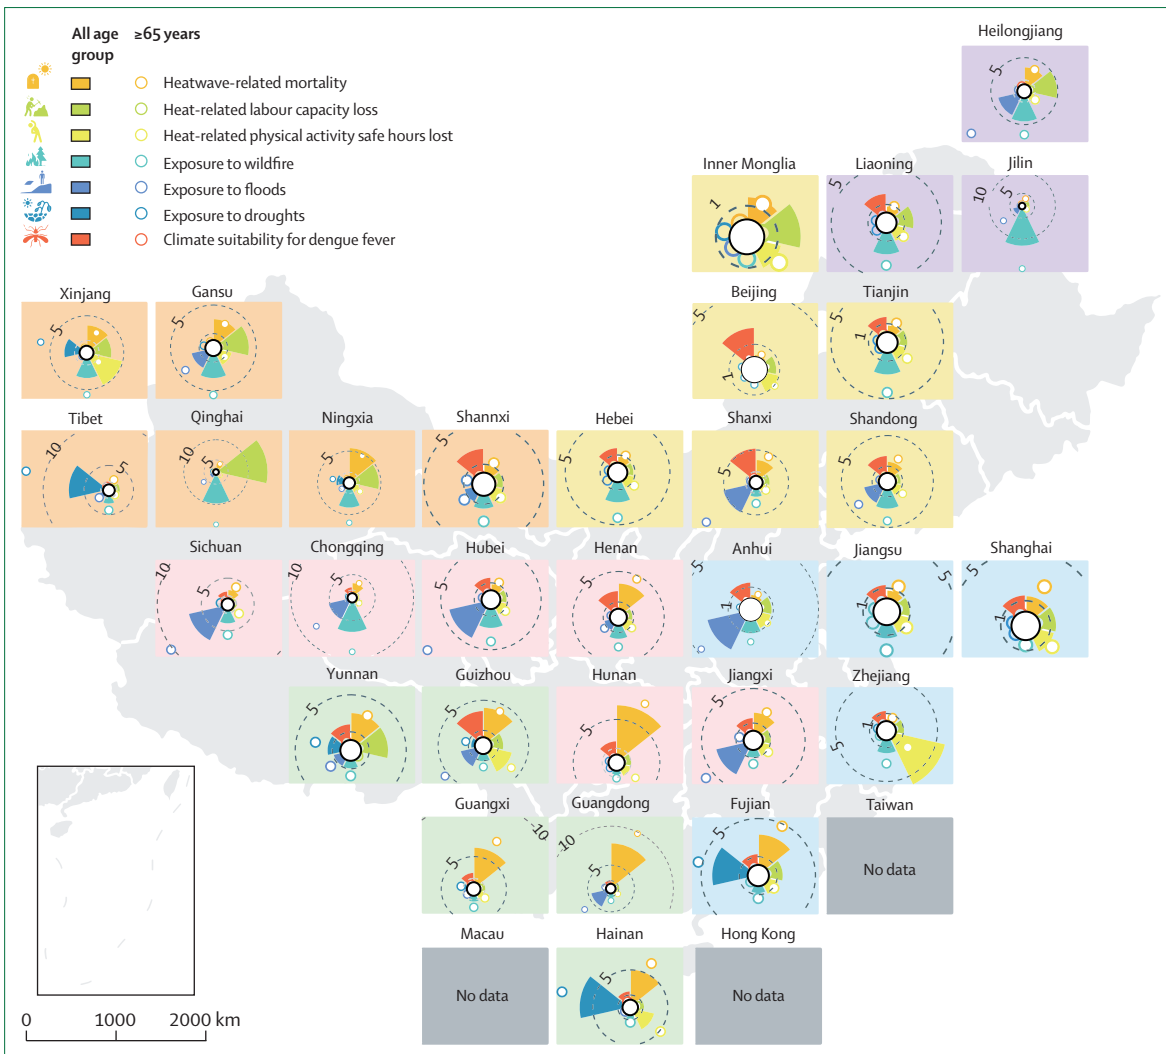 All age group
≥65 years
Heatwave-related mortality
Heat-related labour capacity loss
Heat-related physical activity safe hours lost
Exposure to wildfire
Exposure to floods
Exposure to droughts
Climate suitability for dengue fever
Heilongjiang
5
Inner Monglia
1
Liaoning
5
Jilin
10
5
Xinjang
5
Gansu
5
Beijing
5
1
Tianjin
5
1
Tibet
10
5
Qinghai
10
5
Ningxia
5
Shannxi
5
Hebei
5
Shanxi
5
Shandong
5
Sichuan
10
5
Chongqing
10
5
Hubei
5
Henan
5
Anhui
5
1
Jiangsu
5
1
Shanghai
5
1
Yunnan
5
Guizhou
5
Hunan
5
Jiangxi
5
Zhejiang
1
5
Guangxi
10
5
Guangdong
10
5
Fujian
5
Taiwan
No data
Macau
No data
Hainan
5
Hong Kong
No data
0 1000 2000 km